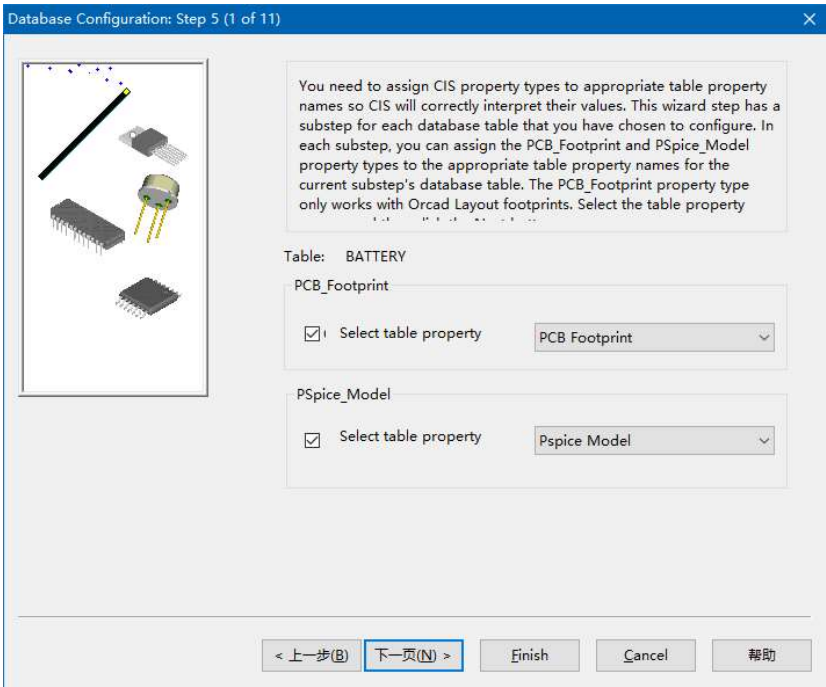 Database Configuration: Step 5 (1 of 11)
You need to assign CIS property types to appropriate table property
names so CIS will correctly interpret their values. This wizard step has a
substep for each database table that you have chosen to configure. In
each substep, you can assign the PCB_Footprint and PSpice_Model
property types to the appropriate table property names for the
current substep's database table. The PCB_Footprint property type
only works with Orcad Layout footprints. Select the table property
Table: BATTERY
PCB_Footprint
Select table property
PCB Footprint
PSpice_Model
Select table property
Pspice Model
< 上一步(B)
下一页(N) >
Finish
Cancel
帮助